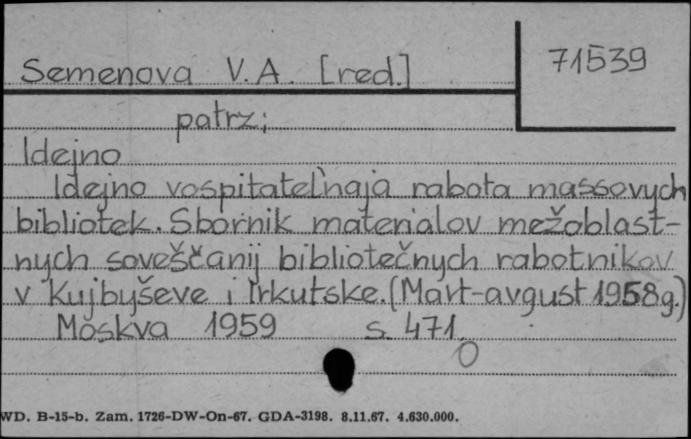 Semenova V.A. [red.]
71539
patrz;
Idejno
Idejno vospitatel'naja rabota massovych
bibliotek. Sbornik materialov mežoblast-
nych soveščanij bibliotečnych rabotnikov
v Kujbyševe i Irkutske. (Mart-avgust 1958g.)
Moskva 1959 s. 471.
0
WD. B-15-b. Zam. 1726-DW-On-67. GDA-3198. 8.11.67. 4.630.000.